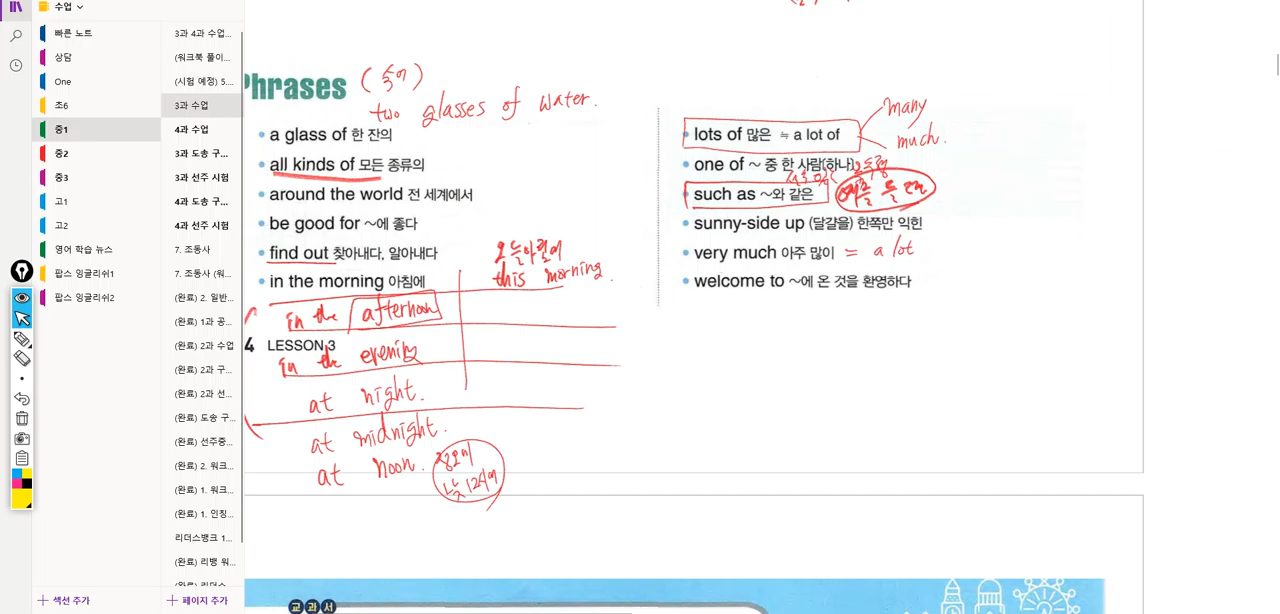 수업
빠른 노트
상담
One
초6
중1
중2
중3
고1
고2
영어 학습 뉴스
팝스 잉글리쉬1
팝스 잉글리쉬2
섹션 추가
3과 4과 수업...
(워크북 풀이...
(시험 예정) 5....
3과 수업
4과 수업
3과 도송 구...
3과 선주 시험
4과 도송 구...
4과 선주 시험
7. 조동사
7. 조동사 (워...
(완료) 2. 일반...
(완료) 1과 공...
(완료) 2과 수업
(완료) 2과 구...
(완료) 2과 선...
(완료) 도송 구...
(완료) 선주중...
(완료) 2. 워크...
(완료) 1. 워크...
(완료) 1. 인칭...
리더스뱅크 1...
(완료) 리뱅 워...
페이지 추가
Phrases (숙어)
two glasses of water.
a glass of 한 잔의
all kinds of 모든 종류의
around the world 전 세계에서
be good for ~에 좋다
find out 찾아내다, 알아내다
in the morning 아침에
오늘아침에
this morning.
in the afternoon
4 LESSON 3
in the evening
at night.
at midnight.
at noon.
낮 12시에
lots of 많은 ≒ a lot of
many
much.
one of ~ 중 한 사람(하나)
such as ~와 같은
예를 들면
sunny-side up (달걀을) 한쪽만 익힌
very much 아주 많이 = a lot
welcome to ~에 온 것을 환영하다
교과서